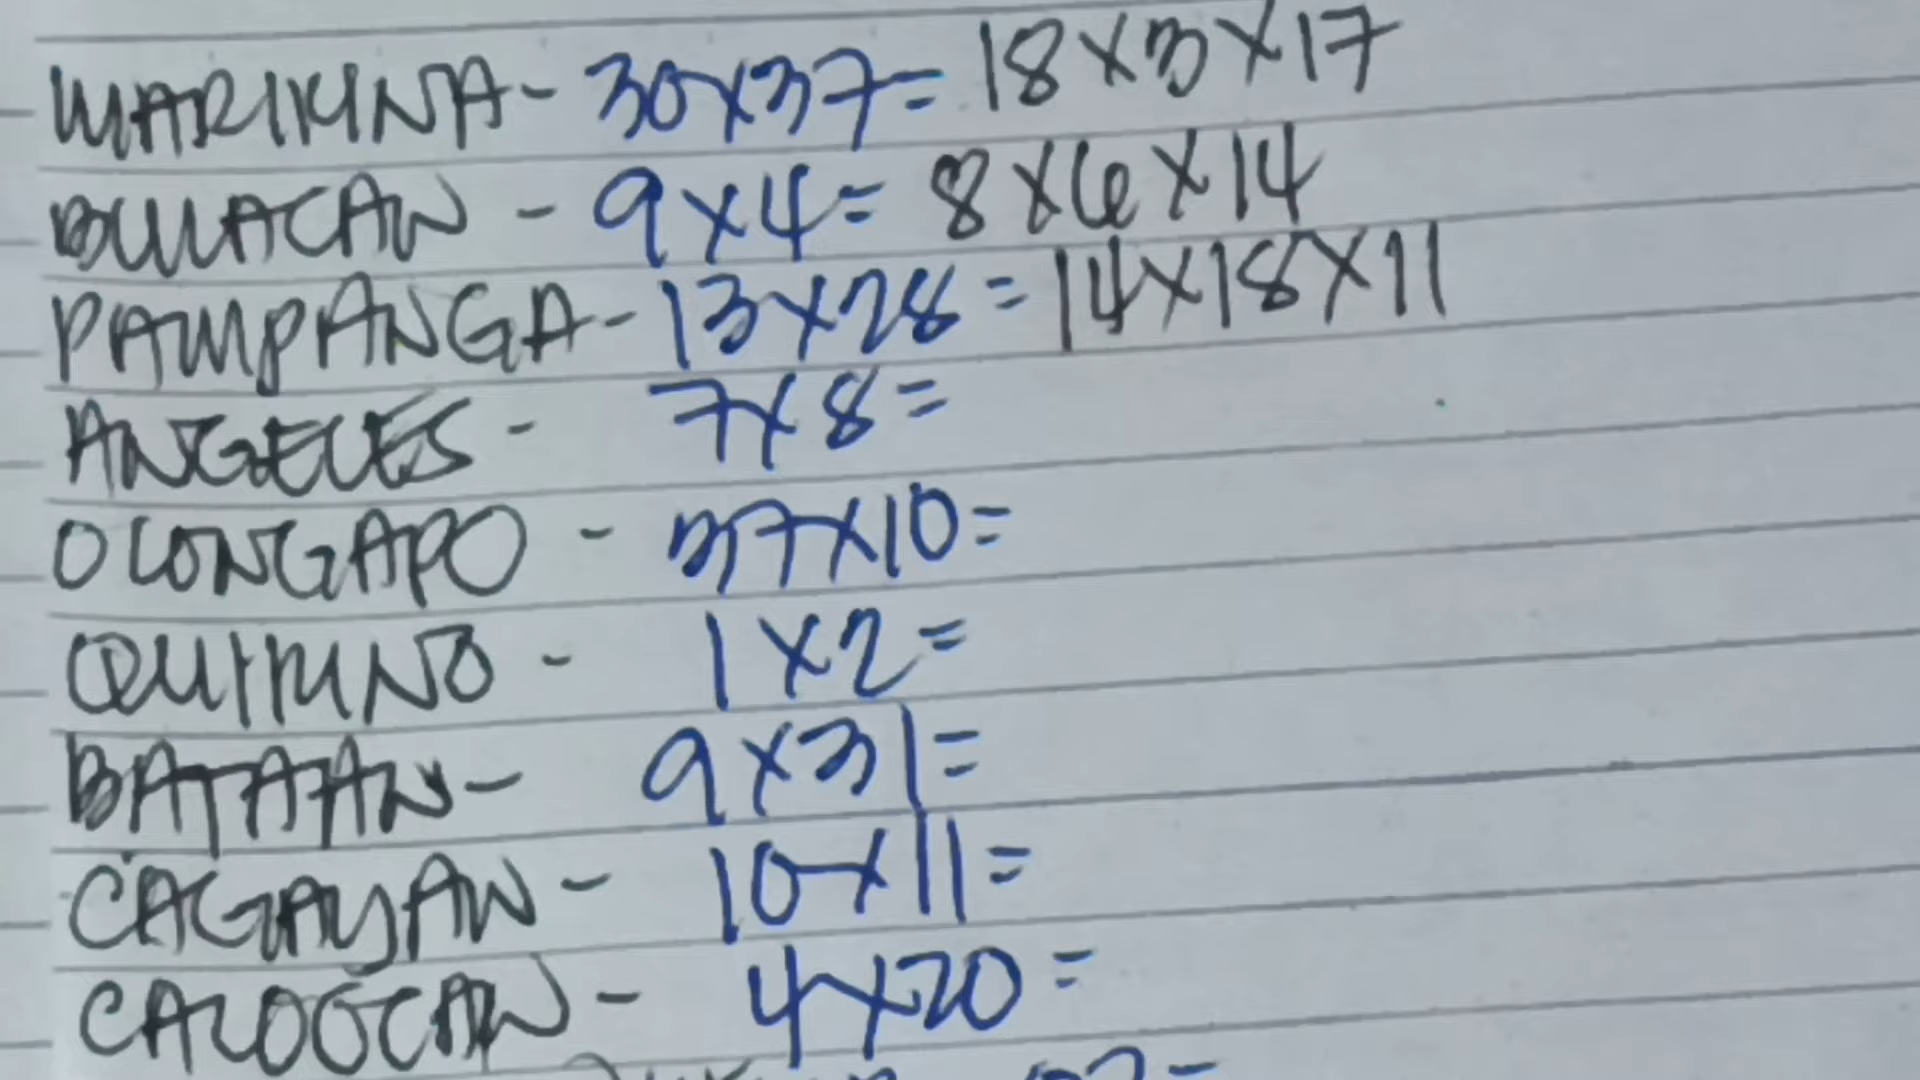 MARIKINA - 30x37= 18x3x17
BULACAN - 9x4= 8x6x14
PAMPANGA - 13x28 = 14x18x11
ANGELES - 7x8=
OLONGAPO - 37x10=
QUIRINO - 1x2=
BATAAN - 9x31=
CAGAYAN - 10x11=
CALOOCAN - 4x20=